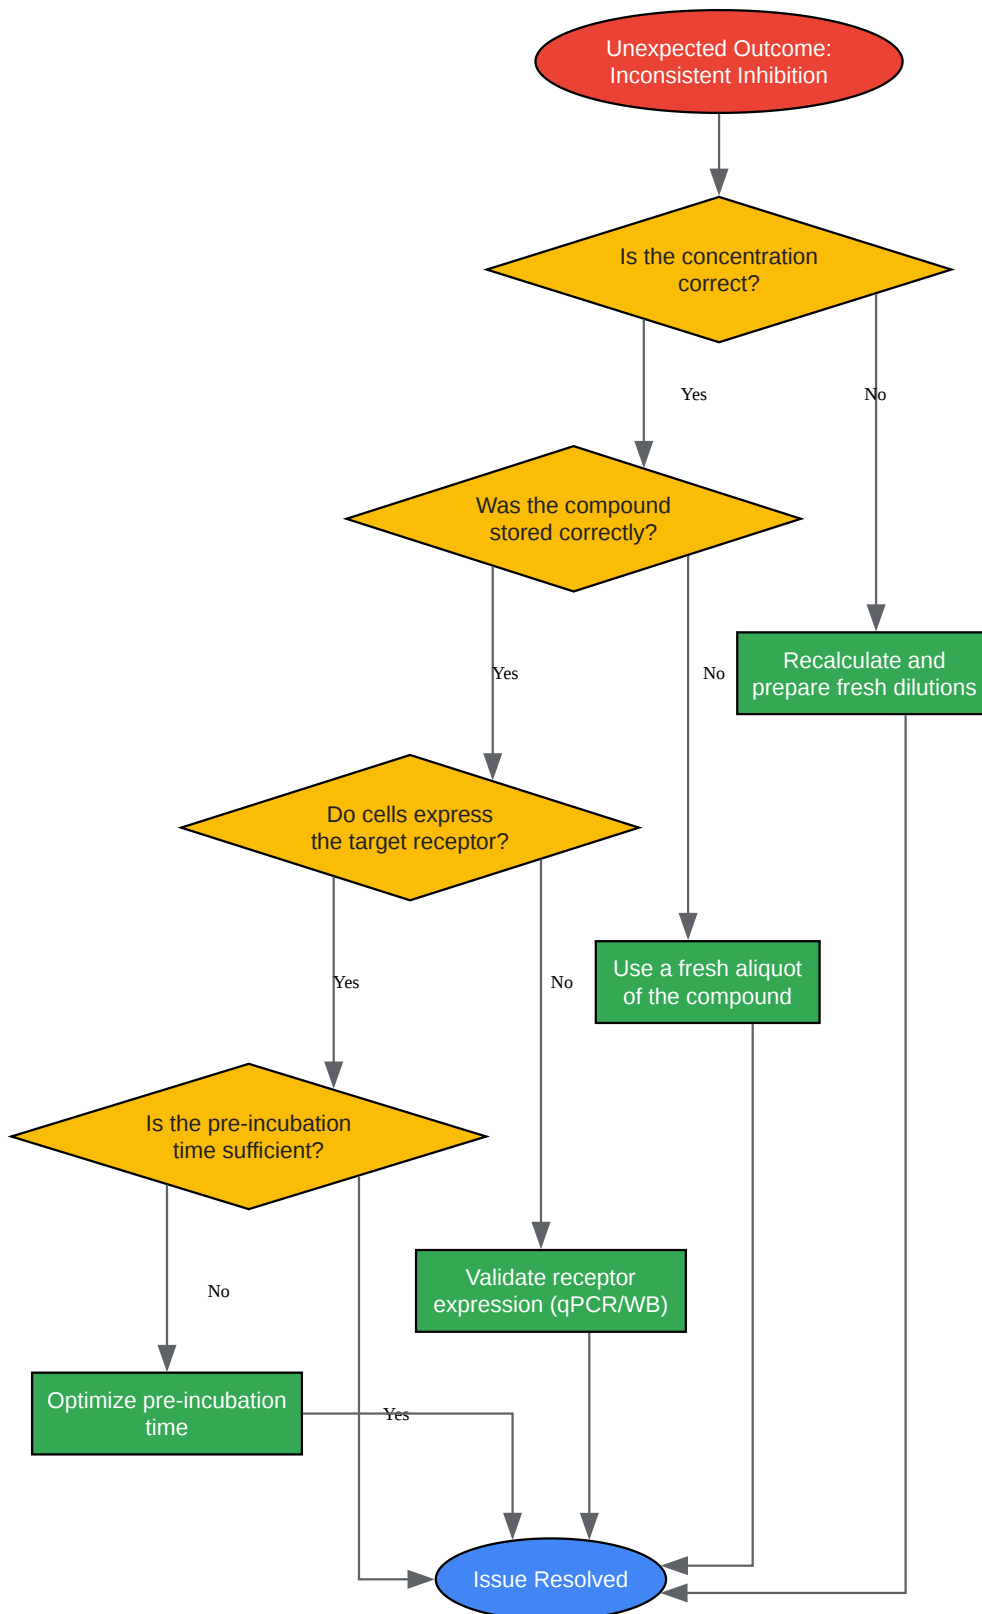 Unexpected Outcome:
Inconsistent Inhibition
Is the concentration
correct?
Yes
No
Was the compound
stored correctly?
Yes
No
Recalculate and
prepare fresh dilutions
Do cells express
the target receptor?
Yes
No
Use a fresh aliquot
of the compound
Is the pre-incubation
time sufficient?
No
Validate receptor
expression (qPCR/WB)
Optimize pre-incubation
time
Yes
Issue Resolved